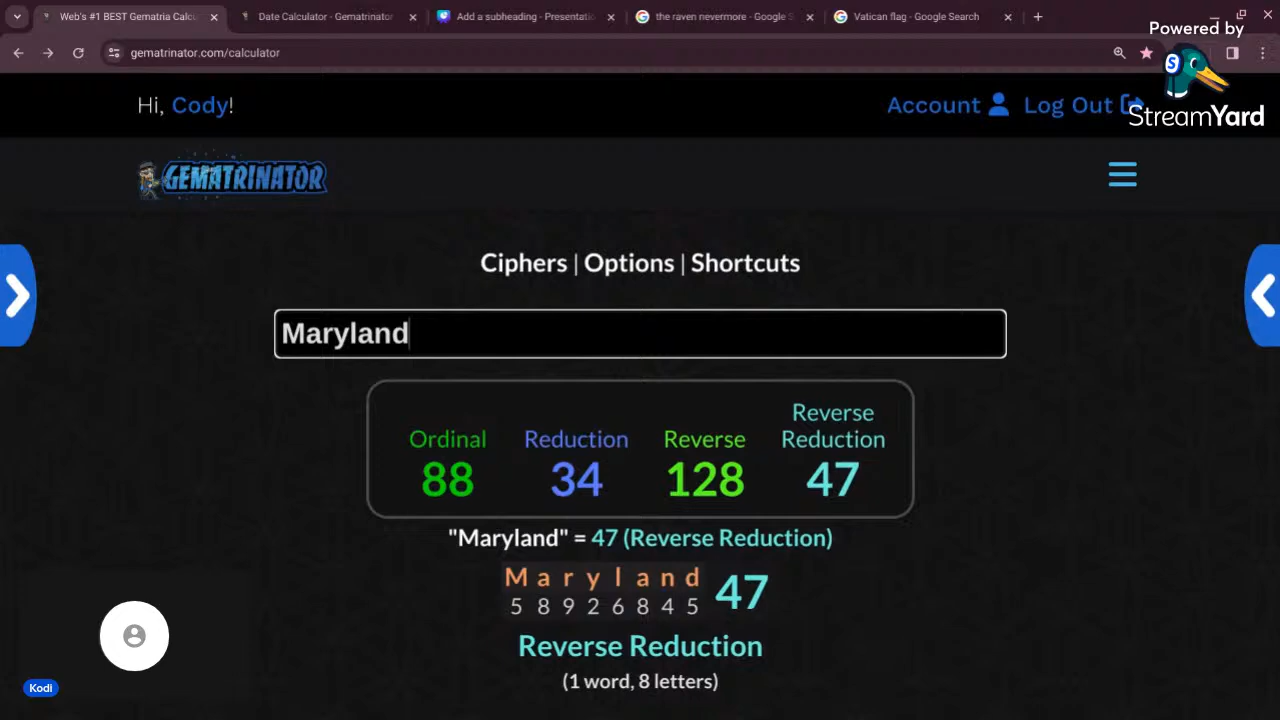 Web's #1 BEST Gematria Calcu
Date Calculator - Gematrinator
Add a subheading - Presentatio
the raven nevermore - Google S
Vatican flag - Google Search
gematrinator.com/calculator
Powered by
StreamYard
Hi, Cody!
Account
Log Out
GEMATRINATOR
Ciphers | Options | Shortcuts
Maryland
Ordinal
88
Reduction
34
Reverse
128
Reverse
Reduction
47
"Maryland" = 47 (Reverse Reduction)
M a r y l a n d
5 8 9 2 6 8 4 5
47
Reverse Reduction
(1 word, 8 letters)
Kodi